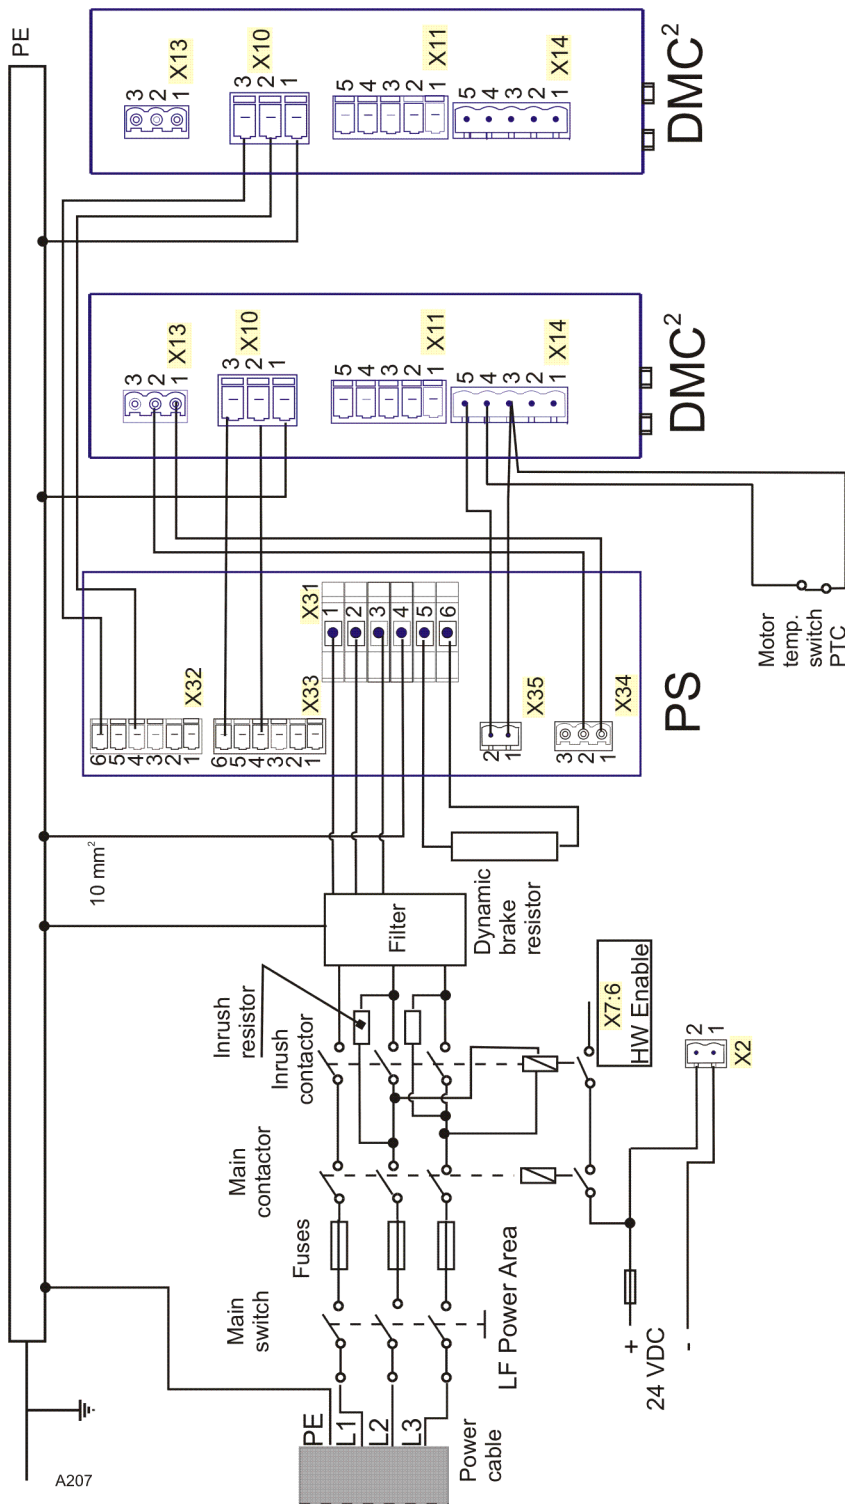 PE
X13
3
2
1
X10
3
2
1
X11
5
4
3
2
1
X14
5
4
3
2
1
DMC²
X13
3
2
1
X10
3
2
1
X11
5
4
3
2
1
X14
5
4
3
2
1
DMC²
X32
6
5
4
3
2
1
X33
6
5
4
3
2
1
X31
1
2
3
4
5
6
X35
2
1
X34
3
2
1
PS
Motor
temp.
switch
PTC
10 mm²
Filter
Dynamic
brake
resistor
Inrush
resistor
Inrush
contactor
X7:6
HW Enable
2
1
X2
Main
contactor
Fuses
Main
switch
LF Power Area
+
24 VDC
-
PE
L1
L2
L3
Power
cable
A207